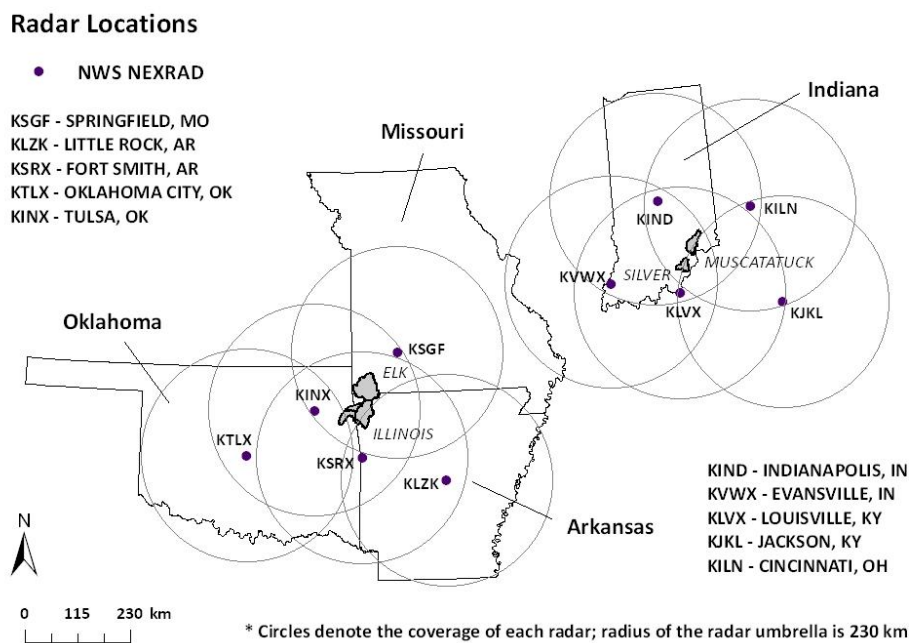 Radar Locations
NWS NEXRAD
KSGF - SPRINGFIELD, MO
KLZK - LITTLE ROCK, AR
KSRX - FORT SMITH, AR
KTLX - OKLAHOMA CITY, OK
KINX - TULSA, OK
Missouri
Indiana
KIND
KILN
MUSCATATUCK
SILVER
KVWX
KLVX
KJKL
Oklahoma
KSGF
ELK
KINX
ILLINOIS
KTLX
KSRX
KLZK
Arkansas
KIND - INDIANAPOLIS, IN
KVWX - EVANSVILLE, IN
KLVX - LOUISVILLE, KY
KJKL - JACKSON, KY
KILN - CINCINNATI, OH
N
0 115 230 km
* Circles denote the coverage of each radar; radius of the radar umbrella is 230 km